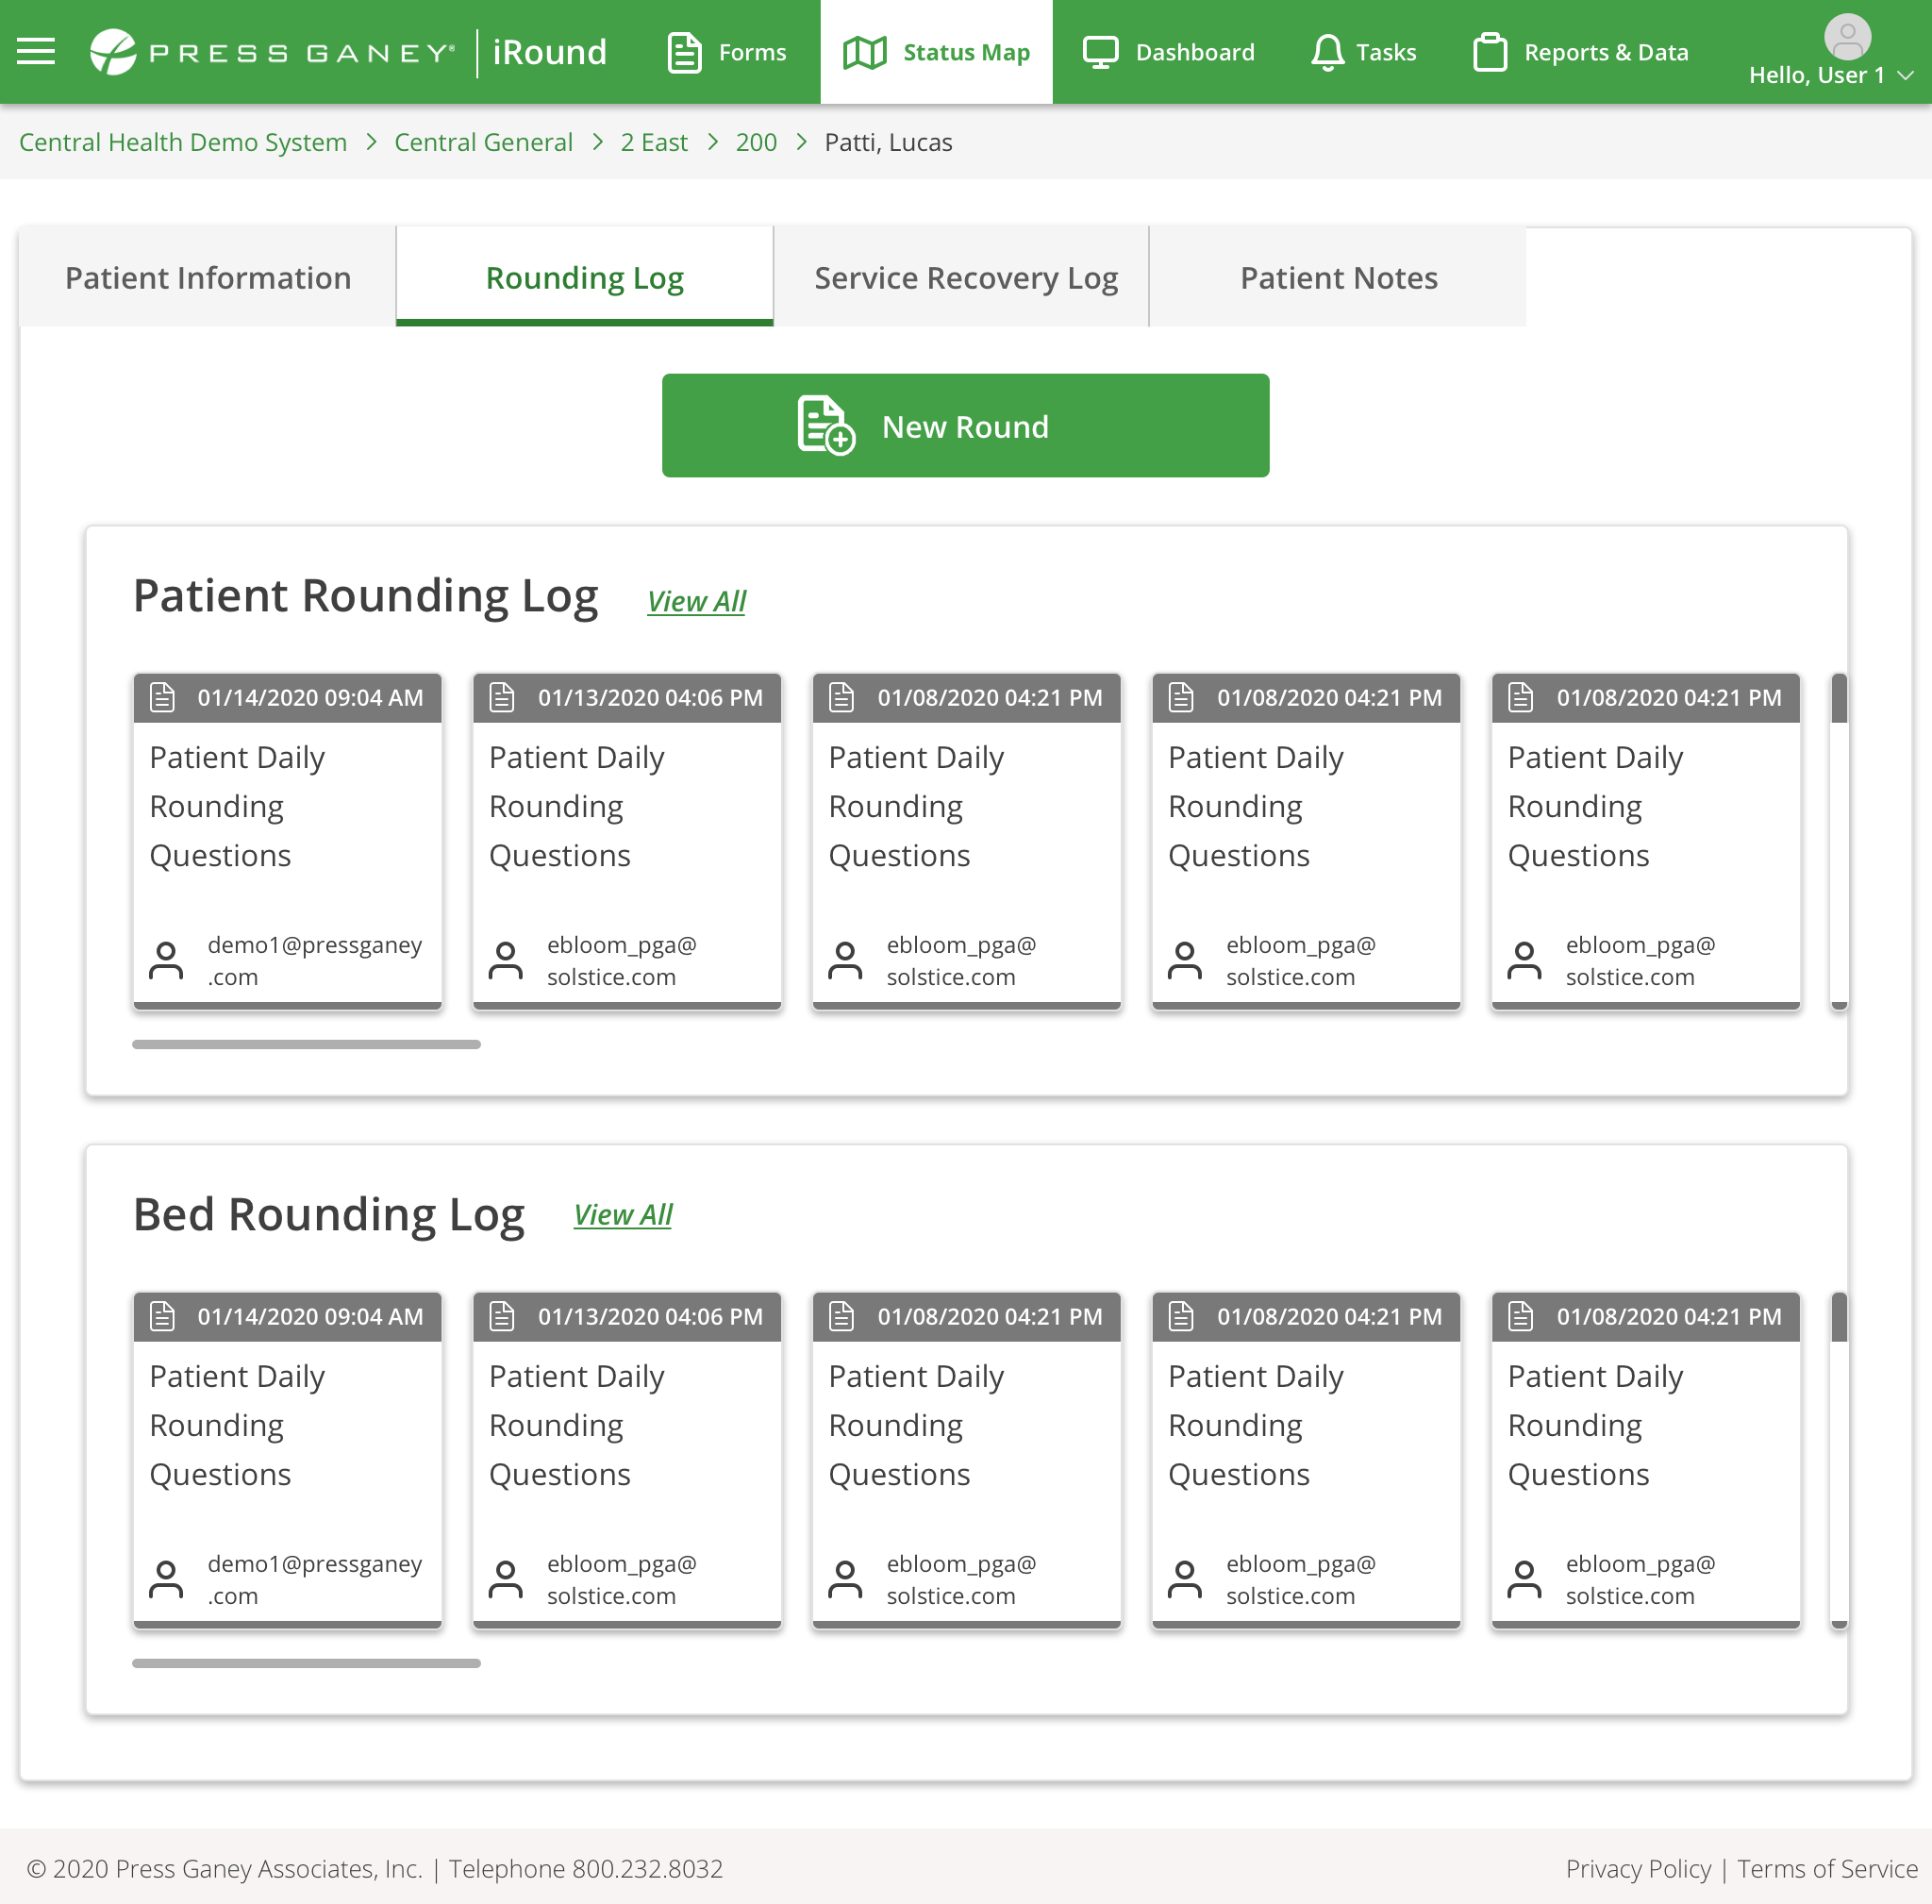 PRESS GANEY® iRound Forms Status Map Dashboard Tasks Reports & Data Hello, User 1
Central Health Demo System > Central General > 2 East > 200 > Patti, Lucas
Patient Information Rounding Log Service Recovery Log Patient Notes
New Round
Patient Rounding Log View All
01/14/2020 09:04 AM
Patient Daily
Rounding
Questions
demo1@pressganey
.com
01/13/2020 04:06 PM
Patient Daily
Rounding
Questions
ebloom_pga@
solstice.com
01/08/2020 04:21 PM
Patient Daily
Rounding
Questions
ebloom_pga@
solstice.com
01/08/2020 04:21 PM
Patient Daily
Rounding
Questions
ebloom_pga@
solstice.com
01/08/2020 04:21 PM
Patient Daily
Rounding
Questions
ebloom_pga@
solstice.com
Bed Rounding Log View All
01/14/2020 09:04 AM
Patient Daily
Rounding
Questions
demo1@pressganey
.com
01/13/2020 04:06 PM
Patient Daily
Rounding
Questions
ebloom_pga@
solstice.com
01/08/2020 04:21 PM
Patient Daily
Rounding
Questions
ebloom_pga@
solstice.com
01/08/2020 04:21 PM
Patient Daily
Rounding
Questions
ebloom_pga@
solstice.com
01/08/2020 04:21 PM
Patient Daily
Rounding
Questions
ebloom_pga@
solstice.com
© 2020 Press Ganey Associates, Inc. | Telephone 800.232.8032 Privacy Policy | Terms of Service